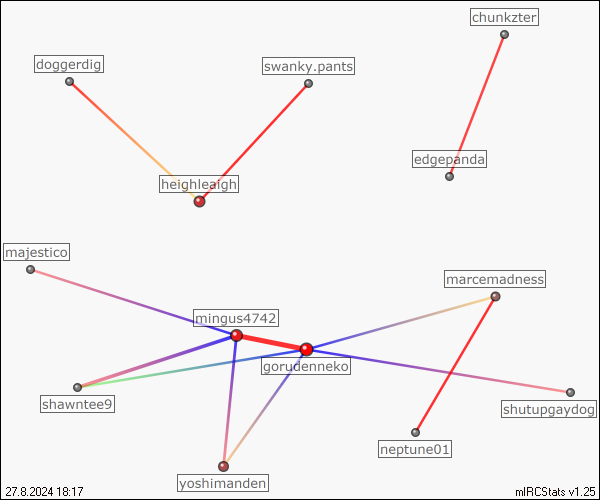 chunkzter
doggerdig
swanky.pants
edgepanda
heighleaigh
majestico
marcemadness
mingus4742
gorudenneko
shawntee9
shutupgaydog
neptune01
yoshimanden
27.8.2024 18:17
mIRCStats v1.25